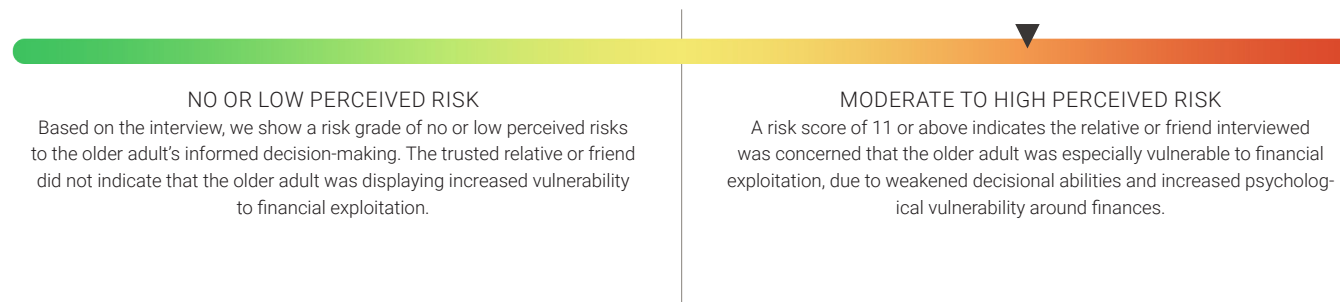 NO OR LOW PERCEIVED RISK
Based on the interview, we show a risk grade of no or low perceived risks
to the older adult's informed decision-making. The trusted relative or friend
did not indicate that the older adult was displaying increased vulnerability
to financial exploitation.
MODERATE TO HIGH PERCEIVED RISK
A risk score of 11 or above indicates the relative or friend interviewed
was concerned that the older adult was especially vulnerable to financial
exploitation, due to weakened decisional abilities and increased psycholog-
ical vulnerability around finances.